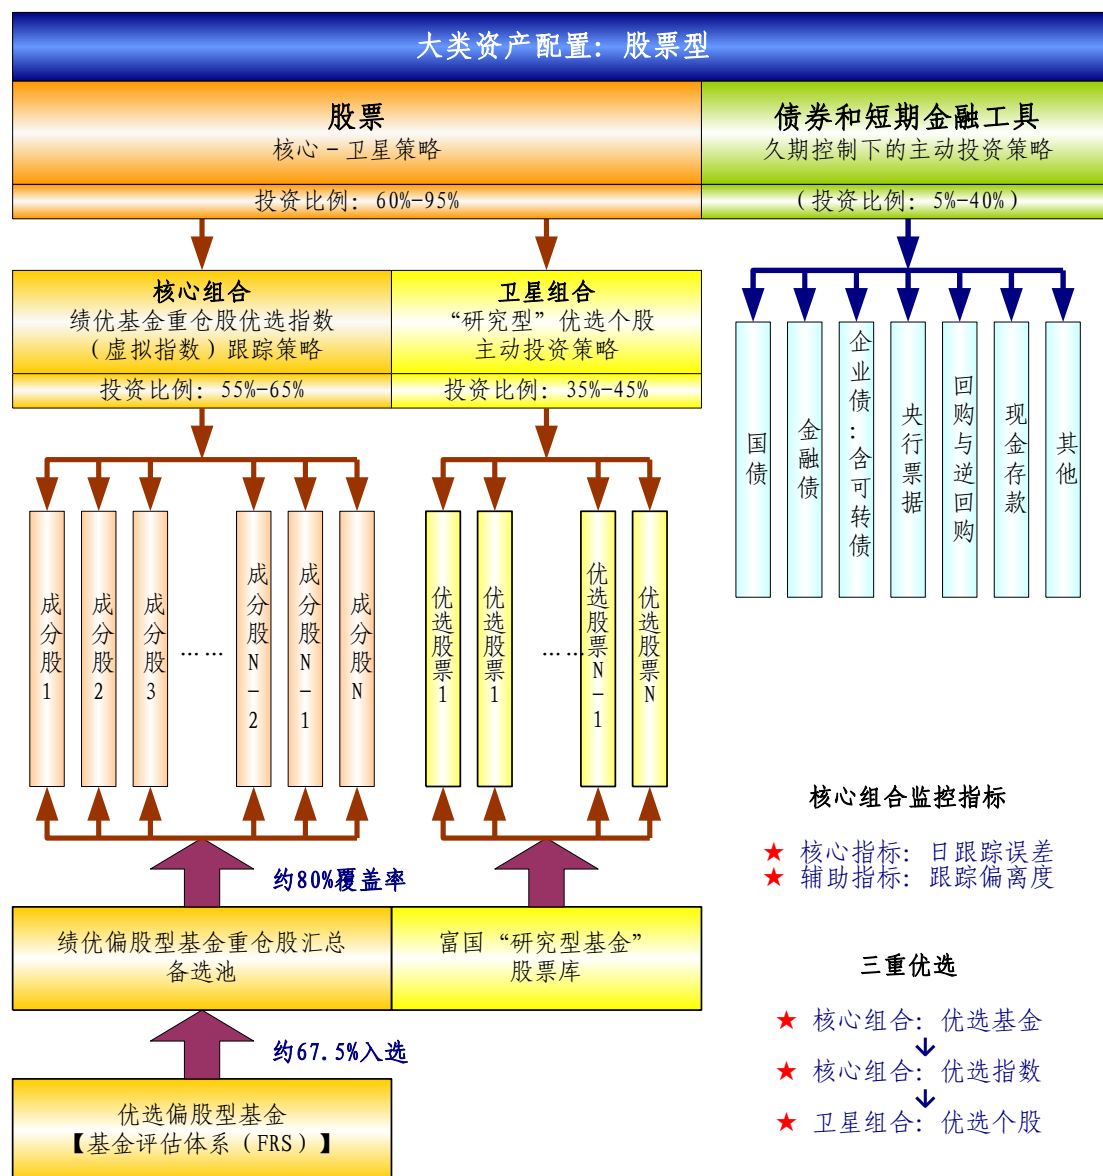 大类资产配置：股票型
股票
核心－卫星策略
投资比例：60%-95%
债券和短期金融工具
久期控制下的主动投资策略
（投资比例：5%-40%）
核心组合
绩优基金重仓股优选指数
（虚拟指数）跟踪策略
投资比例：55%-65%
卫星组合
“研究型”优选个股
主动投资策略
投资比例：35%-45%
国债
金融债
企业债：含可转债
央行票据
回购与逆回购
现金存款
其他
成分股1
成分股2
成分股3
……
成分股N-2
成分股N-1
成分股N
优选股票1
优选股票1
……
优选股票N-1
优选股票N
约80%覆盖率
绩优偏股型基金重仓股汇总
备选池
富国“研究型基金”
股票库
约67.5%入选
优选偏股型基金
【基金评估体系（FRS）】
核心组合监控指标
★ 核心指标：日跟踪误差
★ 辅助指标：跟踪偏离度
三重优选
★ 核心组合：优选基金
★ 核心组合：优选指数
★ 卫星组合：优选个股